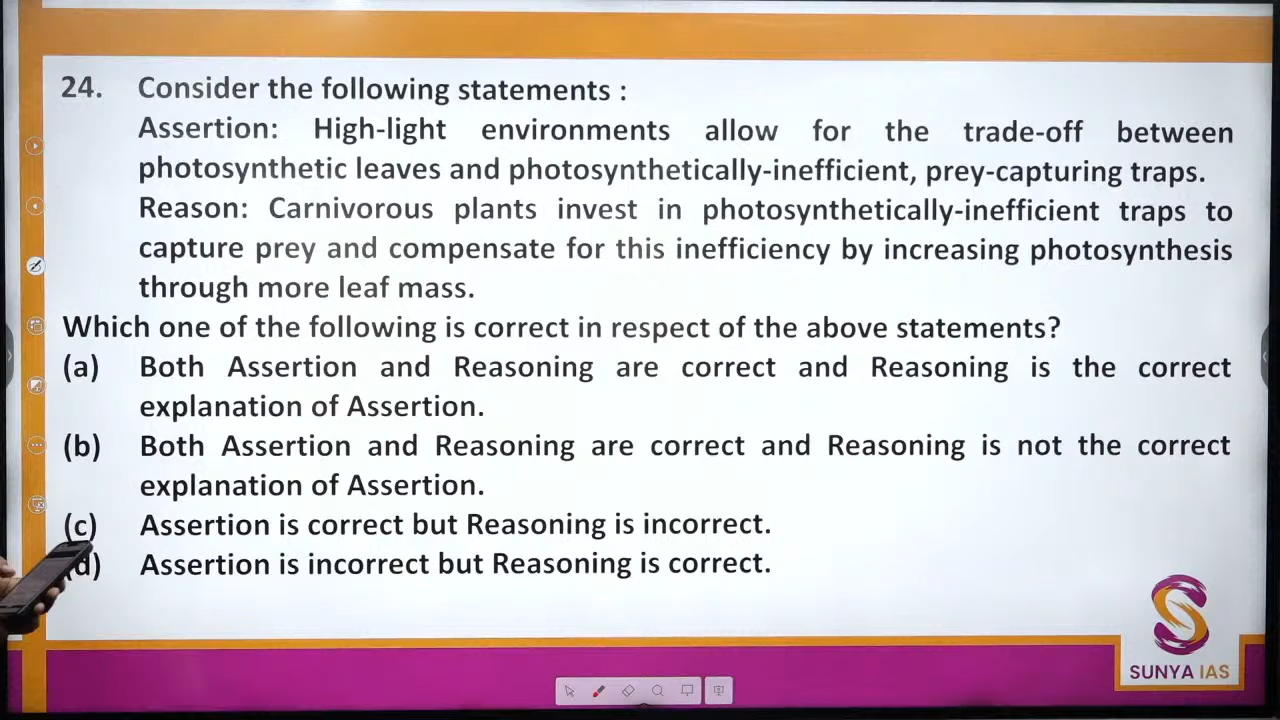 24. Consider the following statements :
Assertion: High-light environments allow for the trade-off between
photosynthetic leaves and photosynthetically-inefficient, prey-capturing traps.
Reason: Carnivorous plants invest in photosynthetically-inefficient traps to
capture prey and compensate for this inefficiency by increasing photosynthesis
through more leaf mass.
Which one of the following is correct in respect of the above statements?
(a) Both Assertion and Reasoning are correct and Reasoning is the correct
explanation of Assertion.
(b) Both Assertion and Reasoning are correct and Reasoning is not the correct
explanation of Assertion.
(c) Assertion is correct but Reasoning is incorrect.
(d) Assertion is incorrect but Reasoning is correct.
SUNYA IAS